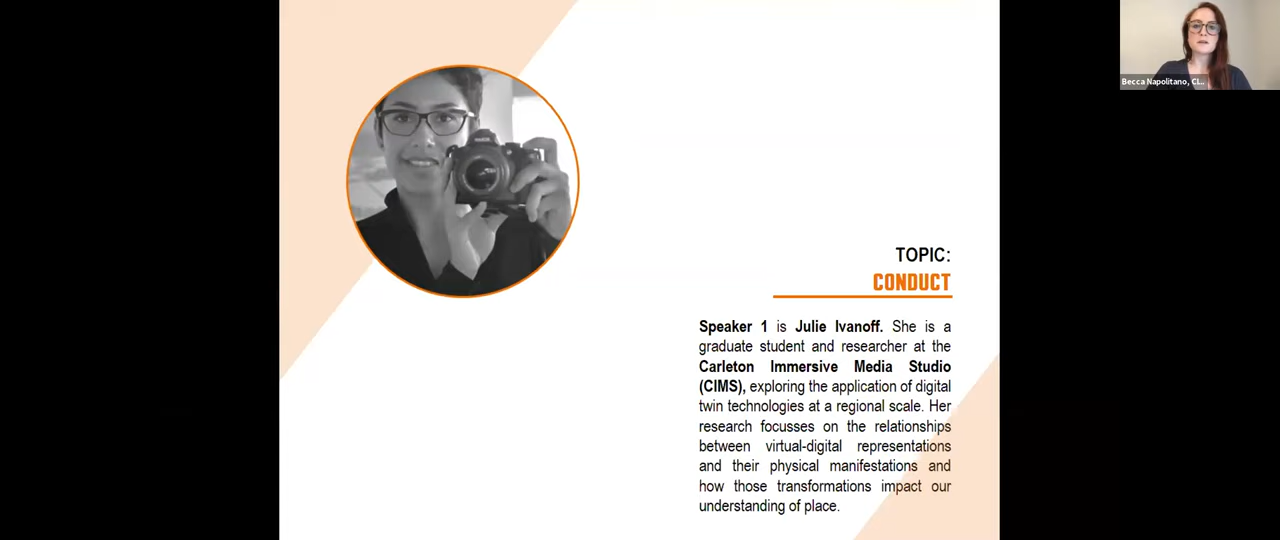 Becca Napolitano, Cl...
TOPIC:
CONDUCT
Speaker 1 is Julie Ivanoff. She is a
graduate student and researcher at the
Carleton Immersive Media Studio
(CIMS), exploring the application of digital
twin technologies at a regional scale. Her
research focusses on the relationships
between virtual-digital representations
and their physical manifestations and
how those transformations impact our
understanding of place.